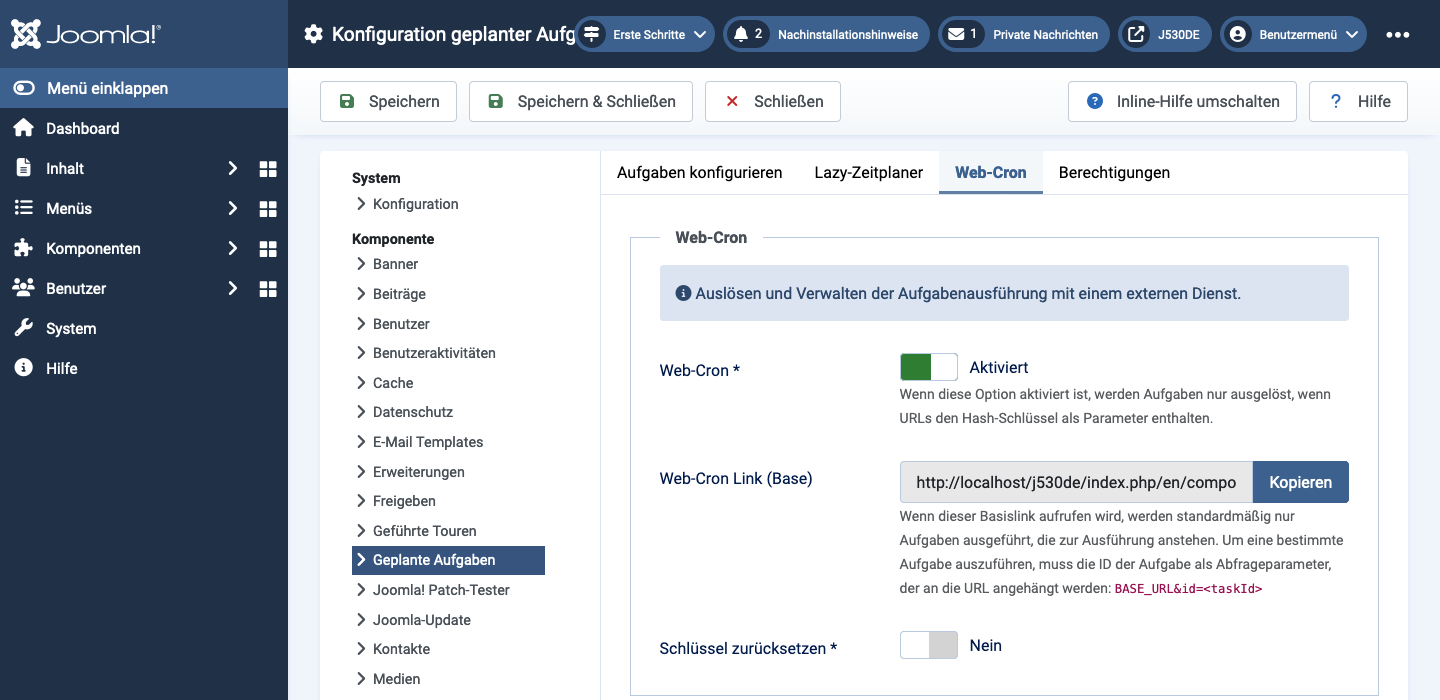 Joomla!®
Konfiguration geplanter Aufg
Erste Schritte
2 Nachinstallationshinweise
1 Private Nachrichten
J530DE
Benutzermenü
Menü einklappen
Dashboard
Inhalt
Menüs
Komponenten
Benutzer
System
Hilfe
Speichern
Speichern & Schließen
Schließen
Inline-Hilfe umschalten
Hilfe
System
Konfiguration
Komponente
Banner
Beiträge
Benutzer
Benutzeraktivitäten
Cache
Datenschutz
E-Mail Templates
Erweiterungen
Freigeben
Geführte Touren
Geplante Aufgaben
Joomla! Patch-Tester
Joomla-Update
Kontakte
Medien
Aufgaben konfigurieren
Lazy-Zeitplaner
Web-Cron
Berechtigungen
Web-Cron
Auslösen und Verwalten der Aufgabenausführung mit einem externen Dienst.
Web-Cron *
Aktiviert
Wenn diese Option aktiviert ist, werden Aufgaben nur ausgelöst, wenn
URLs den Hash-Schlüssel als Parameter enthalten.
Web-Cron Link (Base)
http://localhost/j530de/index.php/en/compo
Kopieren
Wenn dieser Basislink aufrufen wird, werden standardmäßig nur
Aufgaben ausgeführt, die zur Ausführung anstehen. Um eine bestimmte
Aufgabe auszuführen, muss die ID der Aufgabe als Abfrageparameter,
der an die URL angehängt werden: BASE_URL&id=<taskId>
Schlüssel zurücksetzen *
Nein